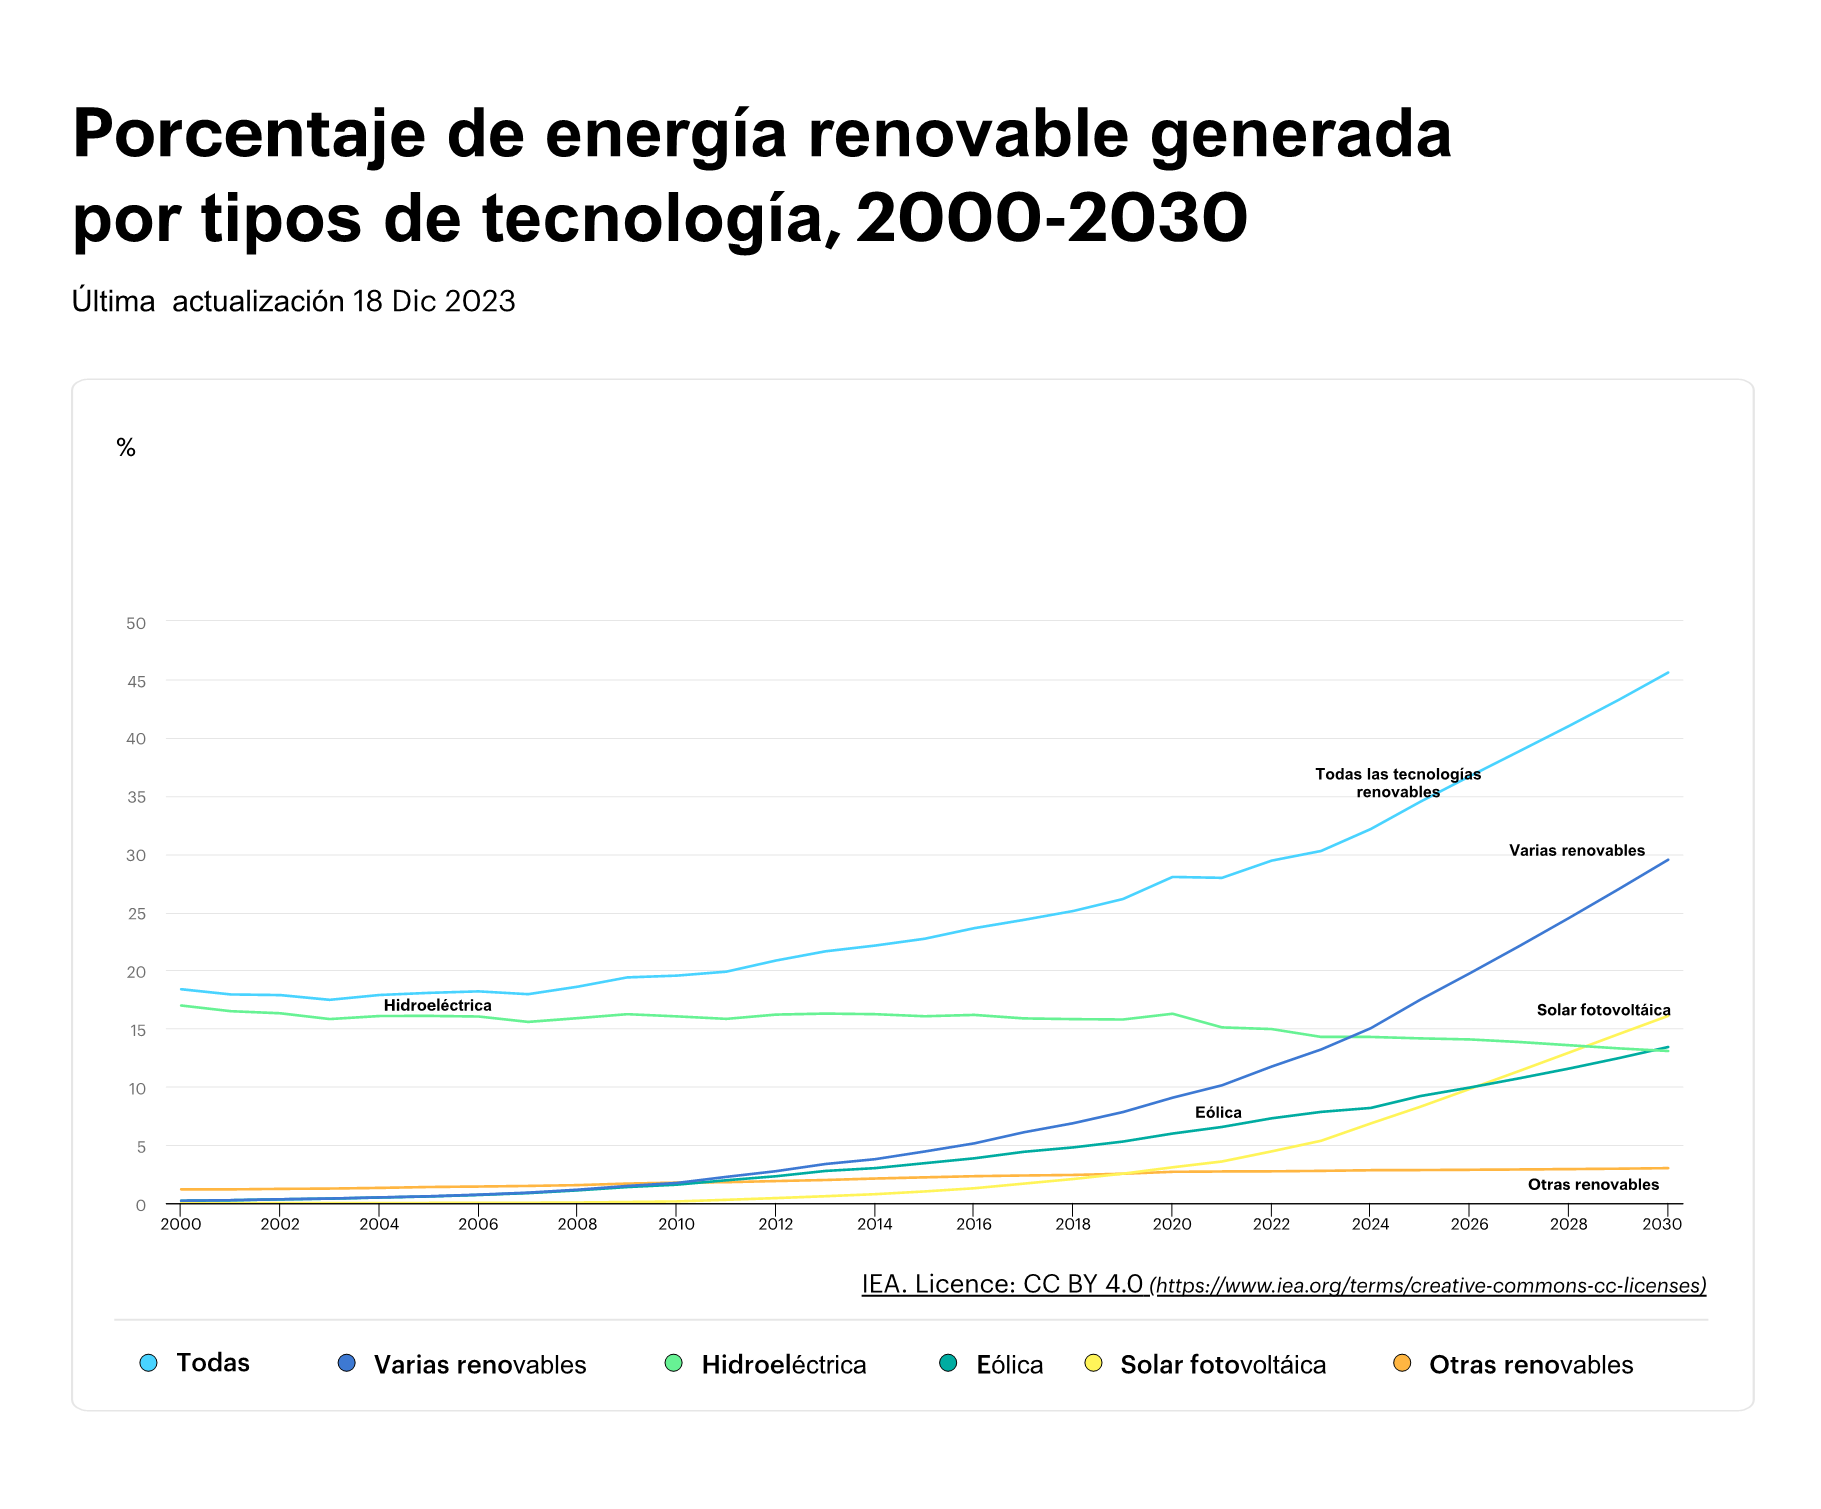 Porcentaje de energía renovable generada
por tipos de tecnología, 2000-2030
Última actualización 18 Dic 2023
%
50
45
40
35
30
25
20
15
10
5
0
Todas las tecnologías
renovables
Varias renovables
Hidroeléctrica
Solar fotovoltáica
Eólica
Otras renovables
2000 2002 2004 2006 2008 2010 2012 2014 2016 2018 2020 2022 2024 2026 2028 2030
IEA. Licence: CC BY 4.0 (https://www.iea.org/terms/creative-commons-cc-licenses)
Todas Varias renovables Hidroeléctrica Eólica Solar fotovoltáica Otras renovables